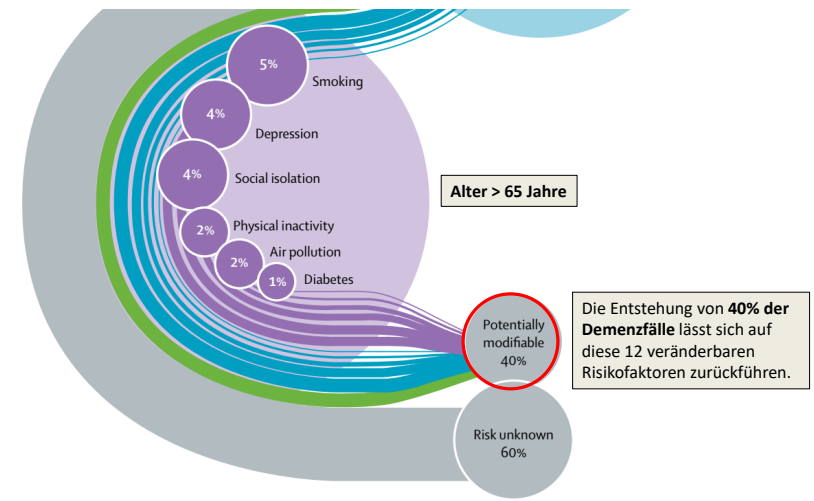 5%
Smoking
4%
Depression
4%
Social isolation
Alter > 65 Jahre
2%
Physical inactivity
2%
Air pollution
1%
Diabetes
Potentially
modifiable
40%
Die Entstehung von 40% der
Demenzfälle lässt sich auf
diese 12 veränderbaren
Risikofaktoren zurückführen.
Risk unknown
60%